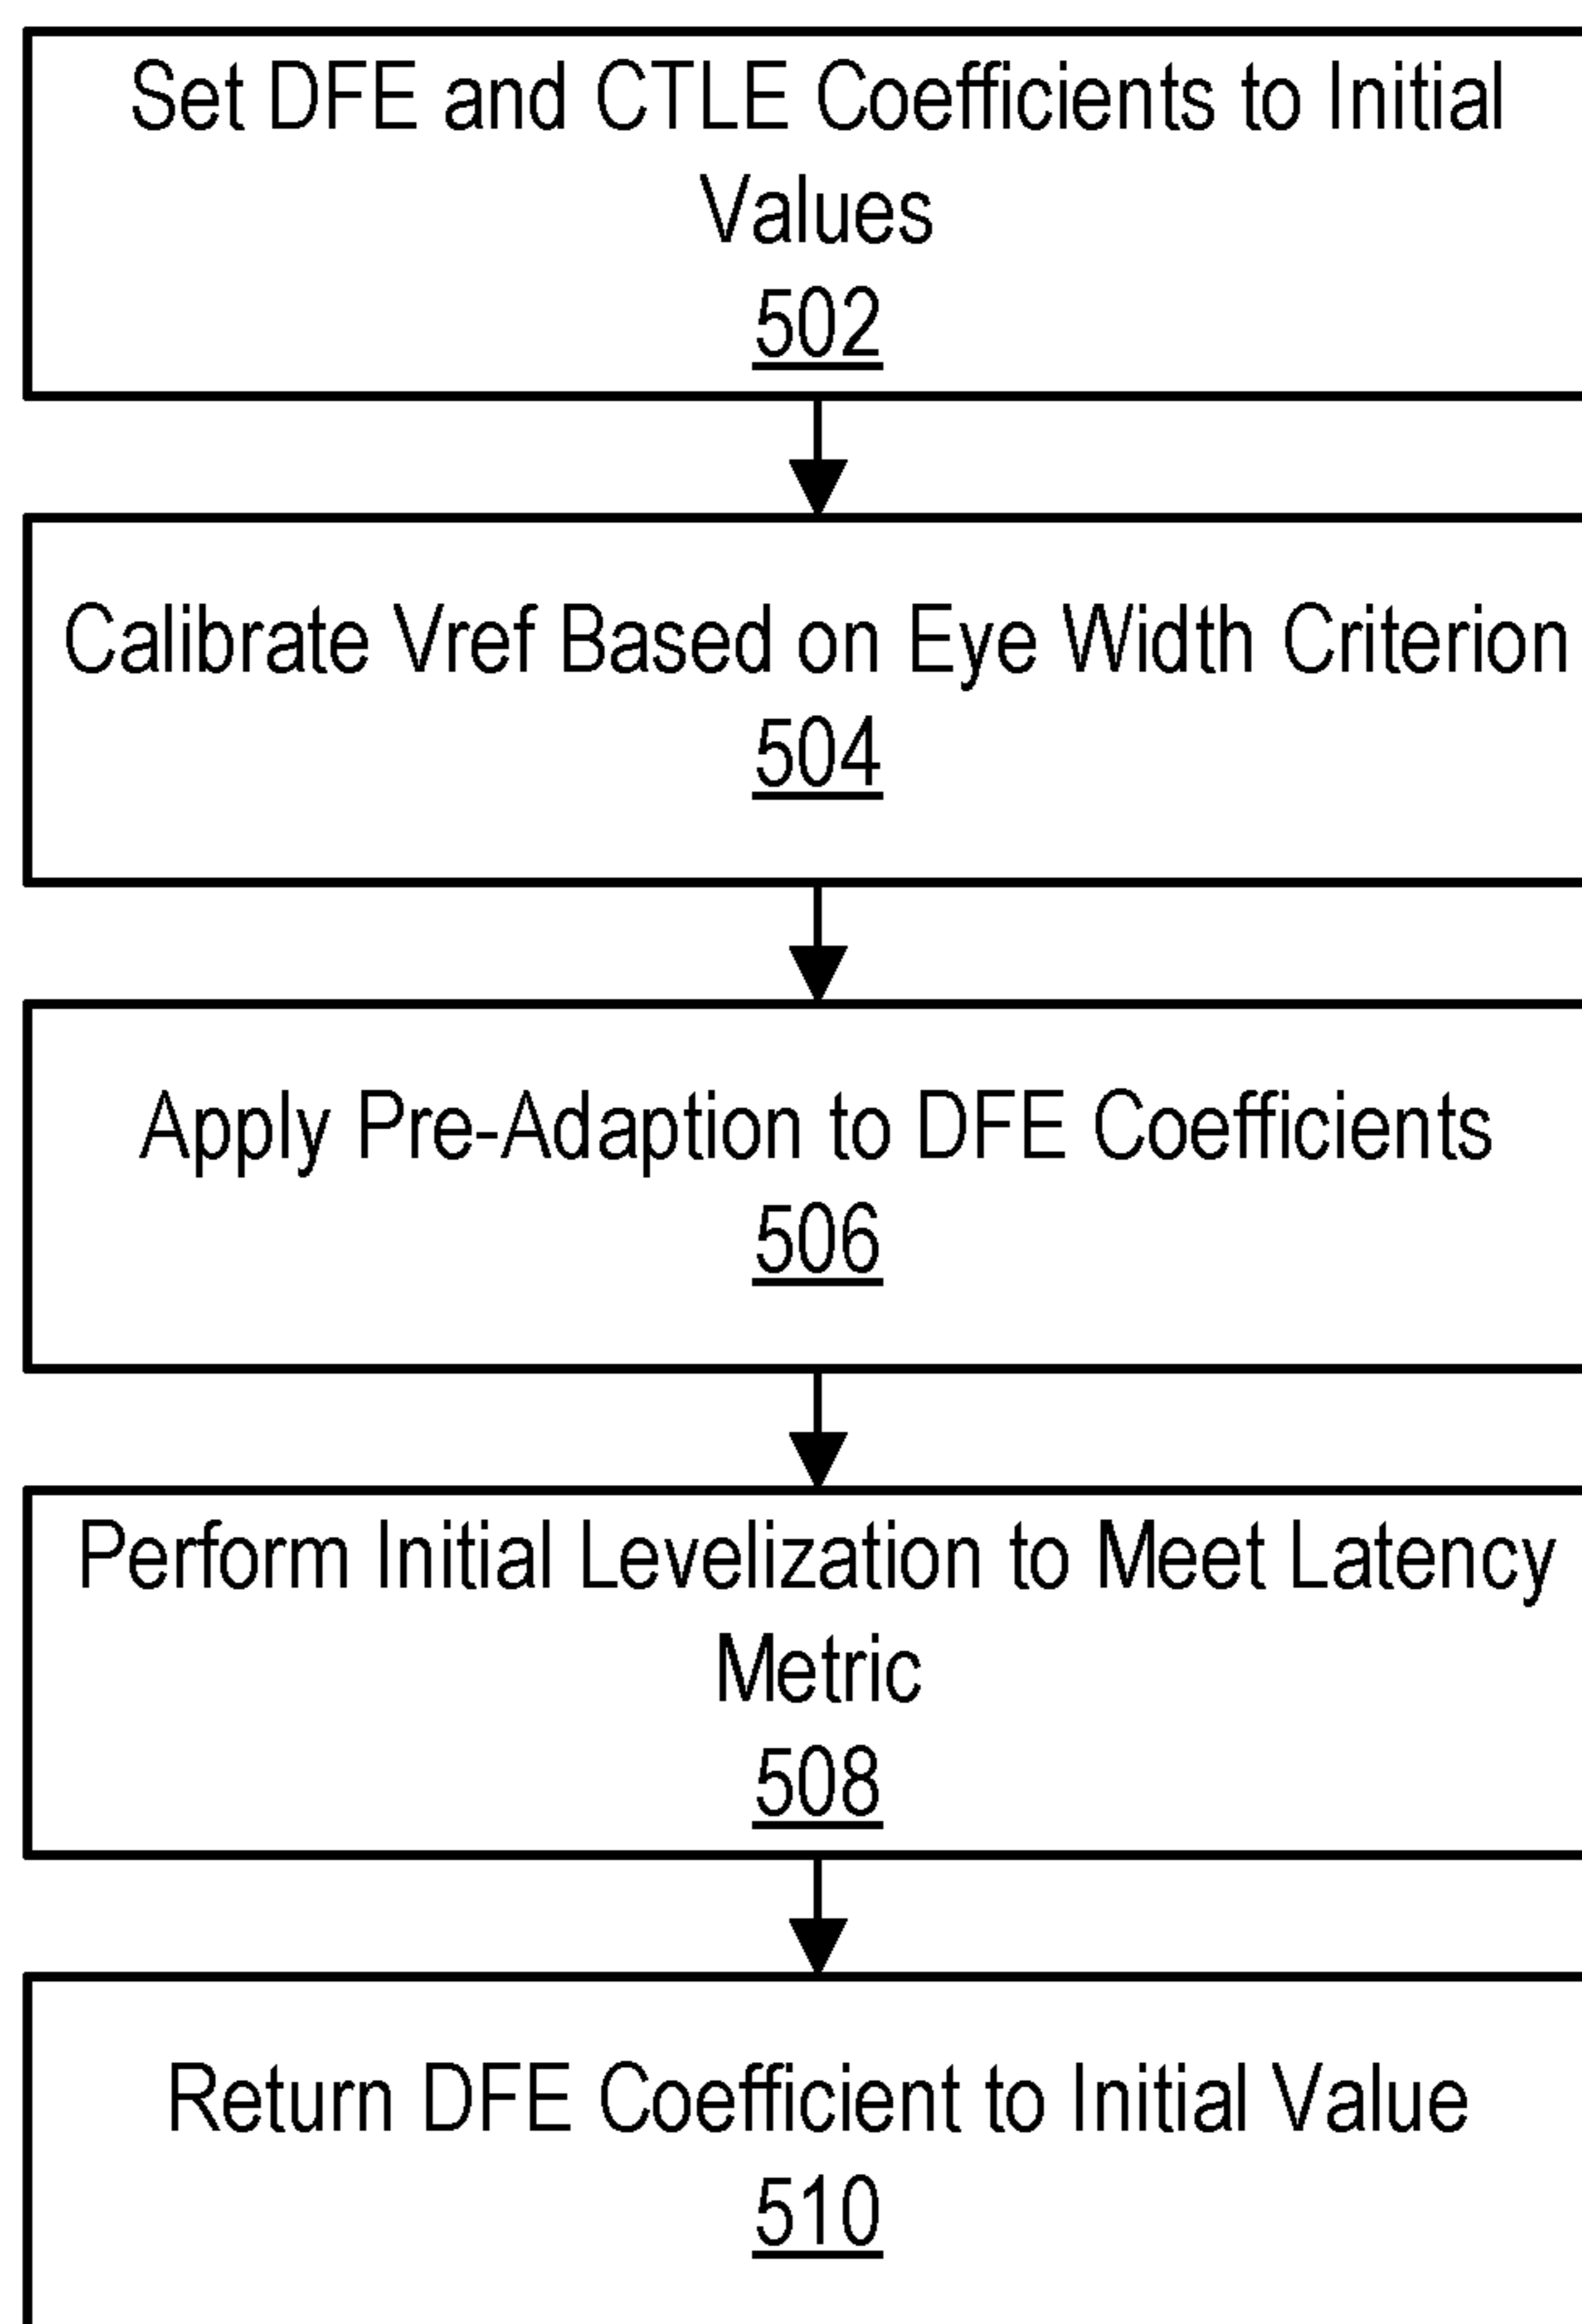 Set DFE and CTLE Coefficients to Initial
Values
502
Calibrate Vref Based on Eye Width Criterion
504
Apply Pre-Adaption to DFE Coefficients
506
Perform Initial Levelization to Meet Latency
Metric
508
Return DFE Coefficient to Initial Value
510